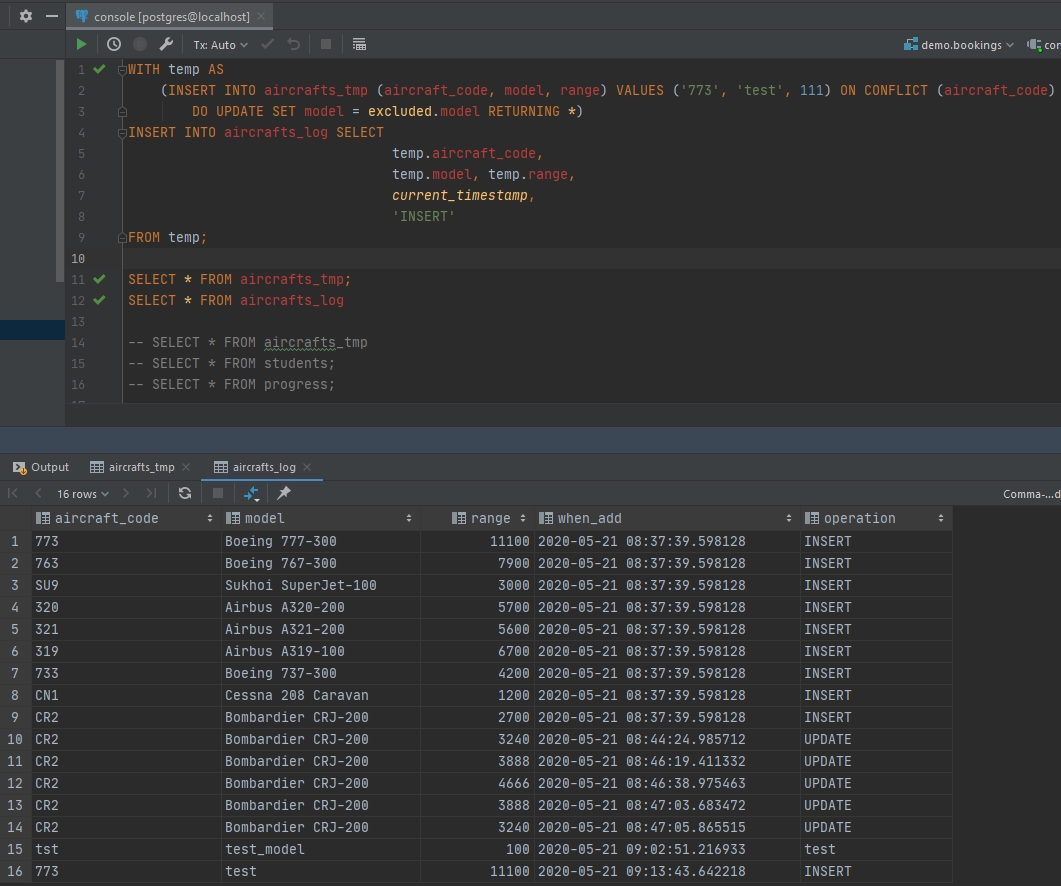 console [postgres@localhost]
Tx: Auto
demo.bookings
con
1 WITH temp AS
2 (INSERT INTO aircrafts_tmp (aircraft_code, model, range) VALUES ('773', 'test', 111) ON CONFLICT (aircraft_code)
3 DO UPDATE SET model = excluded.model RETURNING *)
4 INSERT INTO aircrafts_log SELECT
5 temp.aircraft_code,
6 temp.model, temp.range,
7 current_timestamp,
8 'INSERT'
9 FROM temp;
10
11 SELECT * FROM aircrafts_tmp;
12 SELECT * FROM aircrafts_log
13
14 -- SELECT * FROM aircrafts_tmp
15 -- SELECT * FROM students;
16 -- SELECT * FROM progress;
Output aircrafts_tmp aircrafts_log
16 rows
Comma-...d
aircraft_code model range when_add operation
1 773 Boeing 777-300 11100 2020-05-21 08:37:39.598128 INSERT
2 763 Boeing 767-300 7900 2020-05-21 08:37:39.598128 INSERT
3 SU9 Sukhoi SuperJet-100 3000 2020-05-21 08:37:39.598128 INSERT
4 320 Airbus A320-200 5700 2020-05-21 08:37:39.598128 INSERT
5 321 Airbus A321-200 5600 2020-05-21 08:37:39.598128 INSERT
6 319 Airbus A319-100 6700 2020-05-21 08:37:39.598128 INSERT
7 733 Boeing 737-300 4200 2020-05-21 08:37:39.598128 INSERT
8 CN1 Cessna 208 Caravan 1200 2020-05-21 08:37:39.598128 INSERT
9 CR2 Bombardier CRJ-200 2700 2020-05-21 08:37:39.598128 INSERT
10 CR2 Bombardier CRJ-200 3240 2020-05-21 08:44:24.985712 UPDATE
11 CR2 Bombardier CRJ-200 3888 2020-05-21 08:46:19.411332 UPDATE
12 CR2 Bombardier CRJ-200 4666 2020-05-21 08:46:38.975463 UPDATE
13 CR2 Bombardier CRJ-200 3888 2020-05-21 08:47:03.683472 UPDATE
14 CR2 Bombardier CRJ-200 3240 2020-05-21 08:47:05.865515 UPDATE
15 tst test_model 100 2020-05-21 09:02:51.216933 test
16 773 test 11100 2020-05-21 09:13:43.642218 INSERT